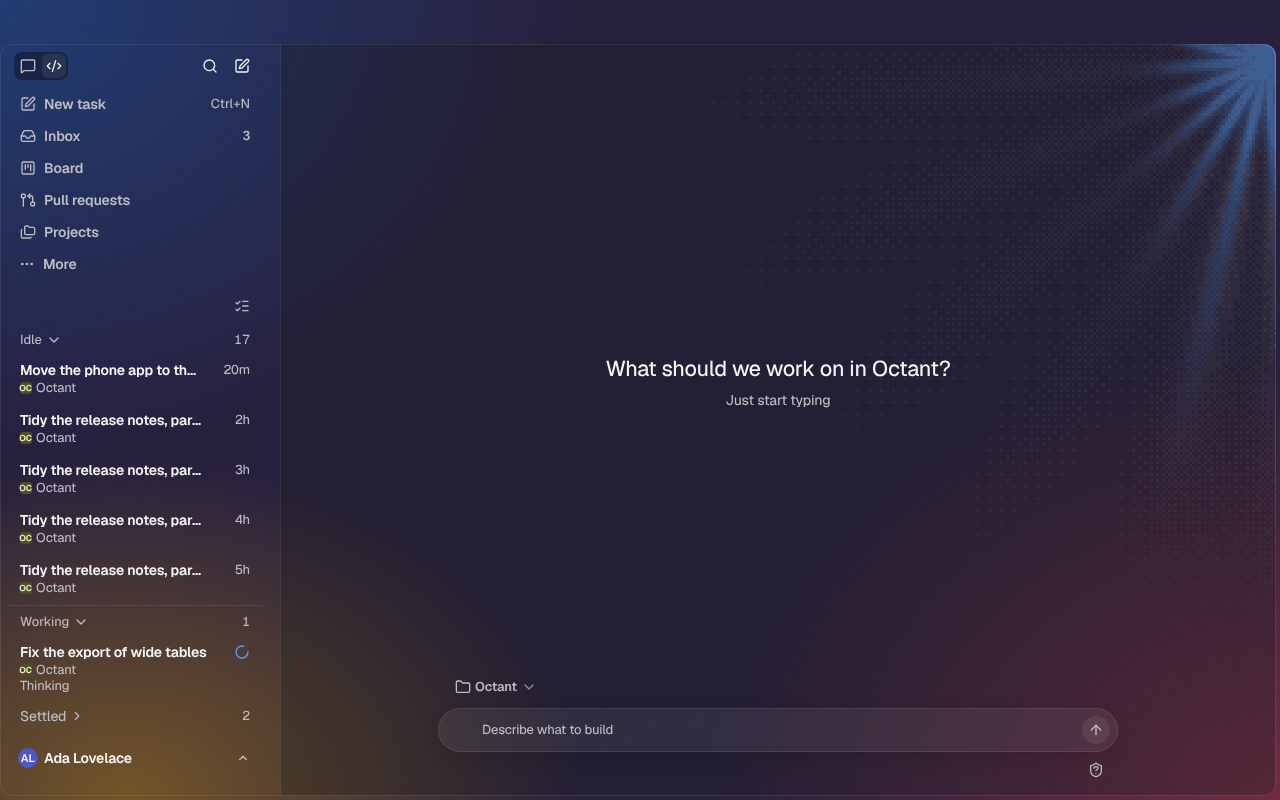 New task Ctrl+N
Inbox 3
Board
Pull requests
Projects
More
Idle 17
Move the phone app to th... 20m
OC Octant
Tidy the release notes, par... 2h
OC Octant
Tidy the release notes, par... 3h
OC Octant
Tidy the release notes, par... 4h
OC Octant
Tidy the release notes, par... 5h
OC Octant
Working 1
Fix the export of wide tables
OC Octant
Thinking
Settled 2
AL Ada Lovelace
What should we work on in Octant?
Just start typing
Octant
Describe what to build